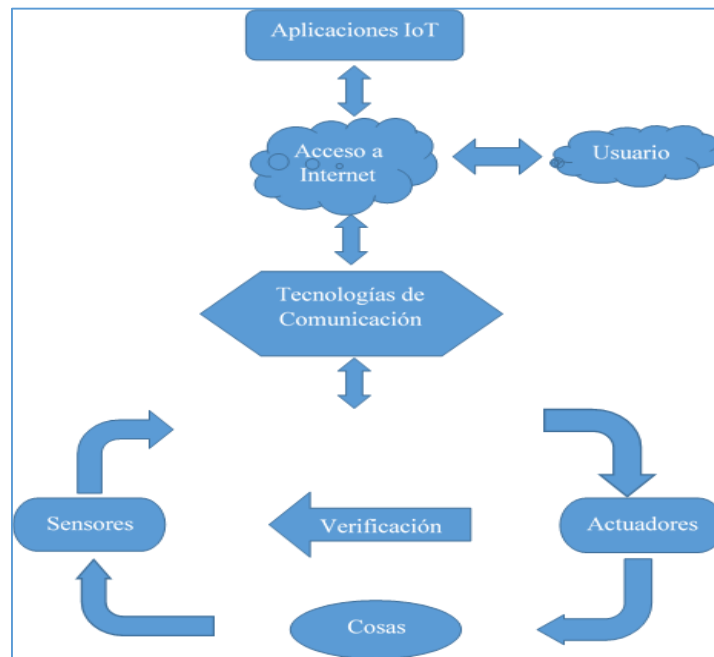 Aplicaciones IoT
Acceso a
Internet
Usuario
Tecnologías de
Comunicación
Sensores
Verificación
Actuadores
Cosas